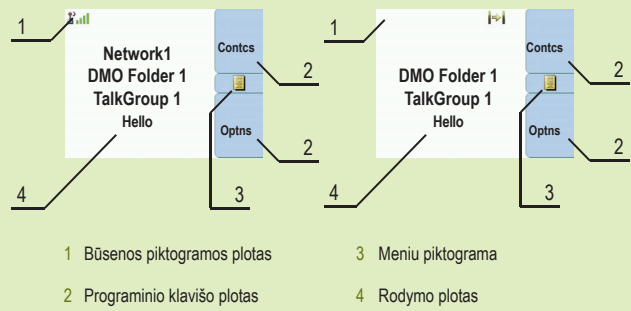 1
Network1
DMO Folder 1
TalkGroup 1
Hello
Contcs
Optns
2
2
4
3
1
DMO Folder 1
TalkGroup 1
Hello
Contcs
Optns
2
2
4
3
1 Būsenos piktogramos plotas
2 Programinio klavišo plotas
3 Meniu piktograma
4 Rodymo plotas